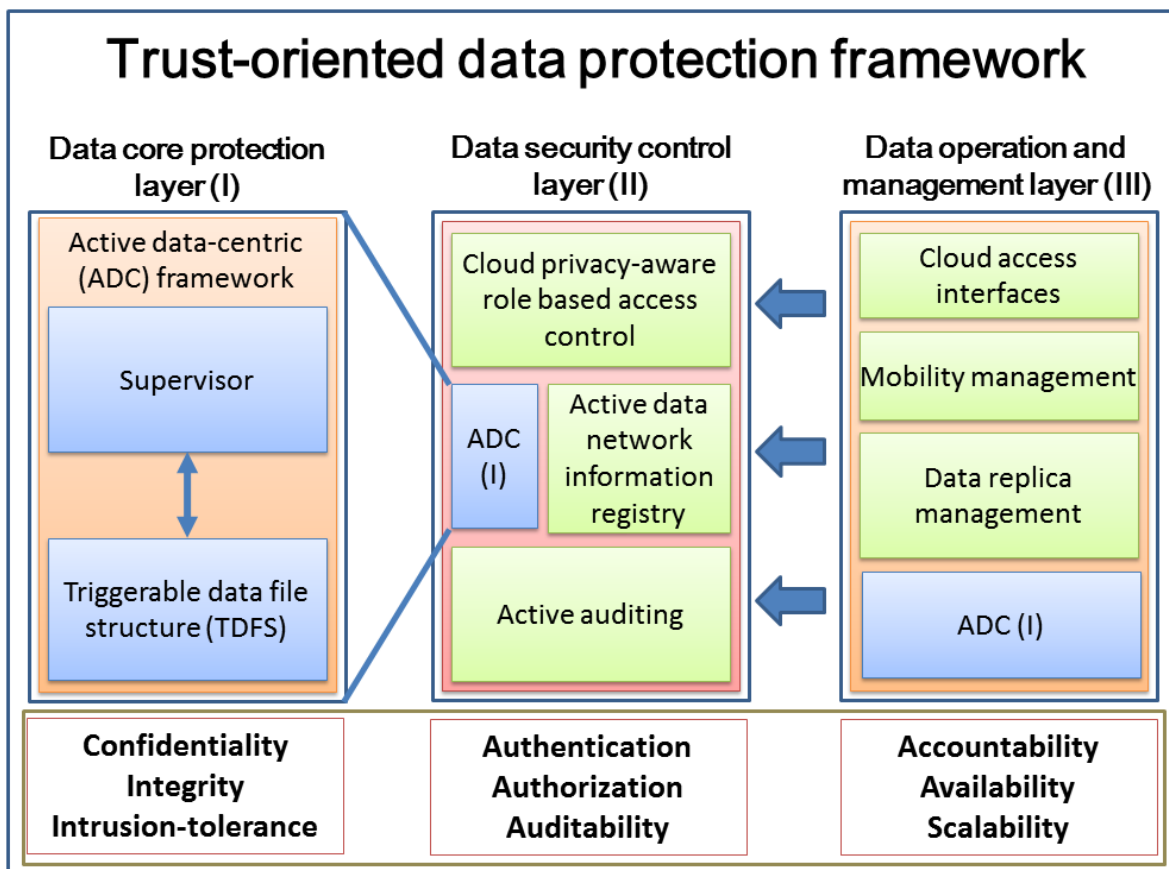 Trust-oriented data protection framework
Data core protection
layer (I)
Active data-centric
(ADC) framework
Supervisor
Triggerable data file
structure (TDFS)
Confidentiality
Integrity
Intrusion-tolerance
Data security control
layer (II)
Cloud privacy-aware
role based access
control
ADC
(I)
Active data
network
information
registry
Active auditing
Authentication
Authorization
Auditability
Data operation and
management layer (III)
Cloud access
interfaces
Mobility management
Data replica
management
ADC (I)
Accountability
Availability
Scalability